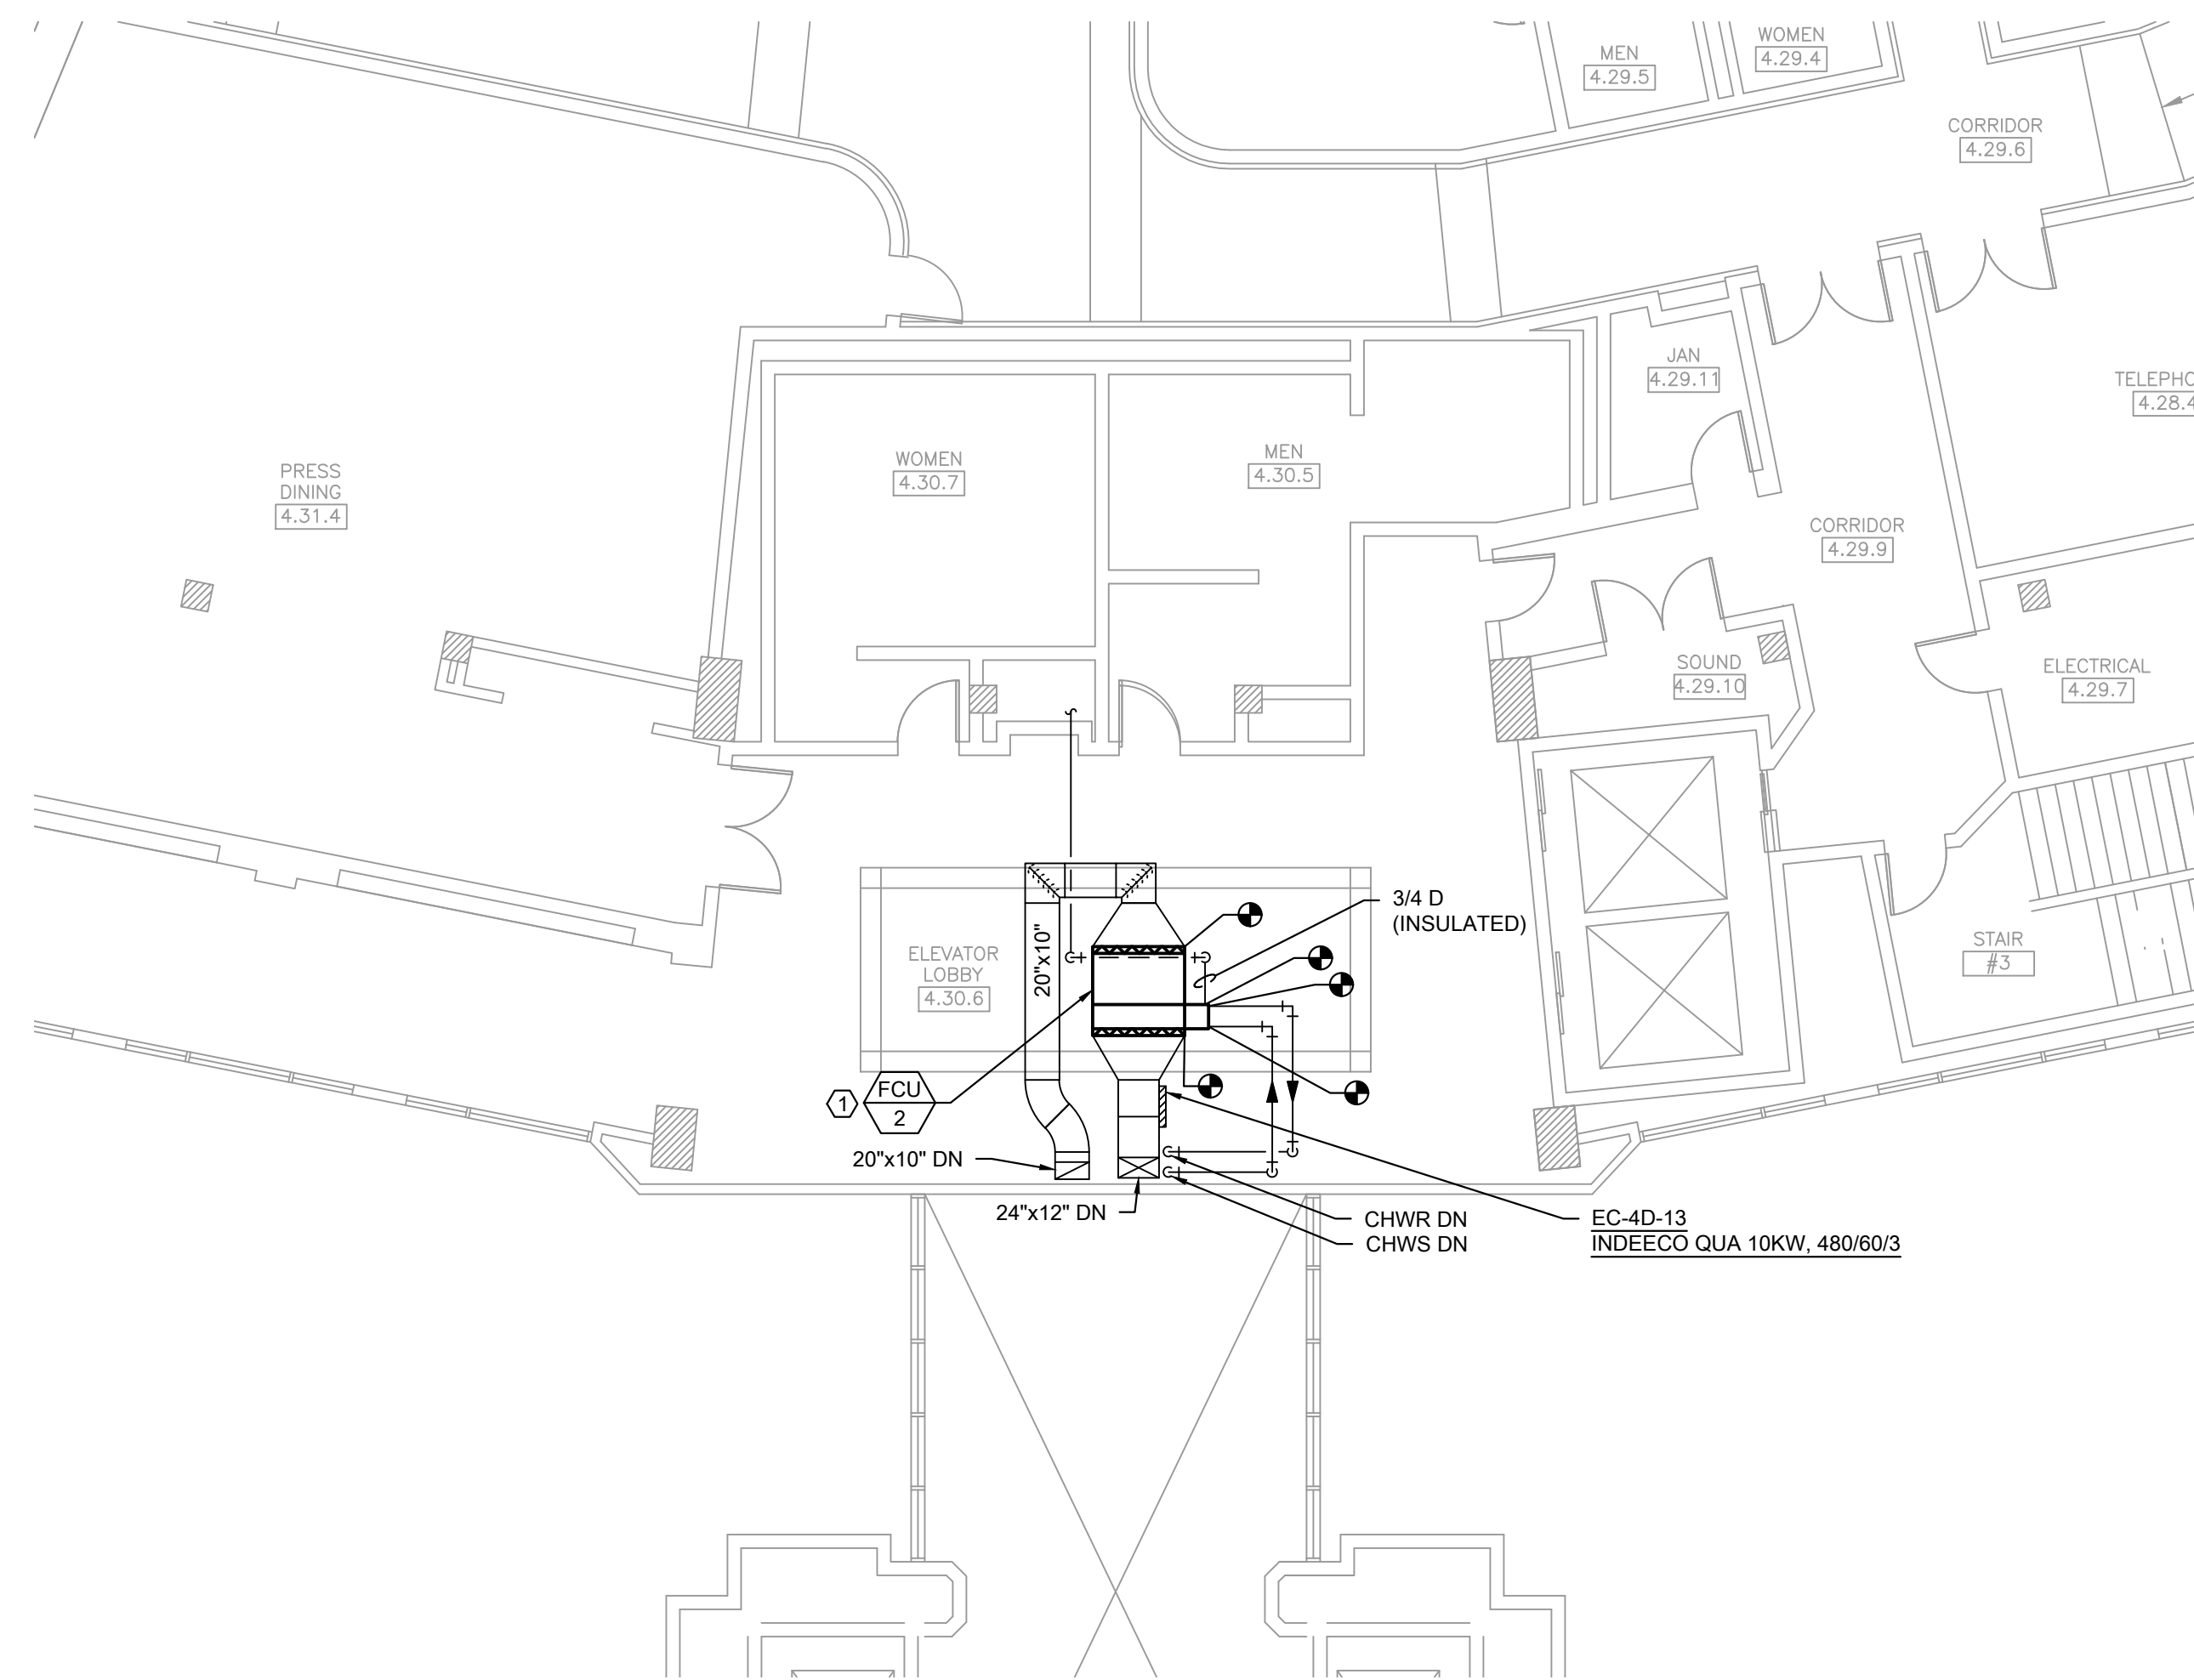 WOMEN
4.29.4
MEN
4.29.5
CORRIDOR
4.29.6
JAN
4.29.11
4.28.4
WOMEN
4.30.7
MEN
4.30.5
PRESS
DINING
4.31.4
CORRIDOR
4.29.9
SOUND
4.29.10
ELECTRICAL
4.29.7
3/4 D
(INSULATED)
ELEVATOR
LOBBY
4.30.6
20"x10"
STAIR
#3
1
FCU
2
20"x10" DN
24"x12" DN
CHWR DN
CHWS DN
EC-4D-13
INDEECO QUA 10KW, 480/60/3